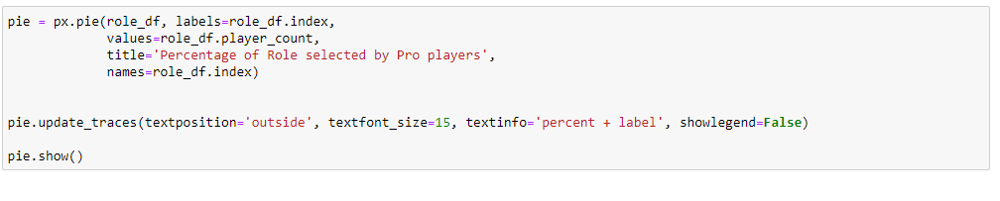 pie = px.pie(role_df, labels=role_df.index,
             values=role_df.player_count,
             title='Percentage of Role selected by Pro players',
             names=role_df.index)
pie.update_traces(textposition='outside', textfont_size=15, textinfo='percent + label', showlegend=False)
pie.show()